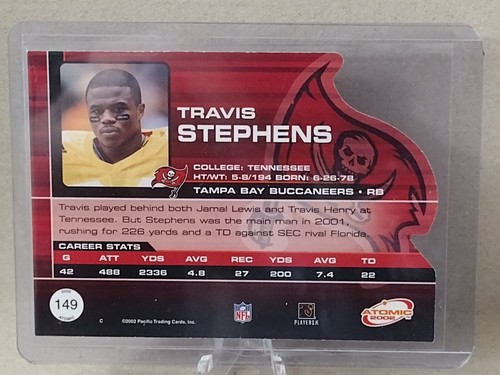 TRAVIS
STEPHENS
COLLEGE: TENNESSEE
HT/WT: 5-8/194 BORN: 6-26-78
TAMPA BAY BUCCANEERS • RB
Travis played behind both Jamal Lewis and Travis Henry at
Tennessee. But Stephens was the main man in 2001,
rushing for 226 yards and a TD against SEC rival Florida.
CAREER STATS
G ATT YDS AVG REC YDS AVG TD
42 488 2336 4.8 27 200 7.4 22
149
C ©2002 Pacific Trading Cards, Inc.
NFL
PLAYERS
ATOMIC
2002